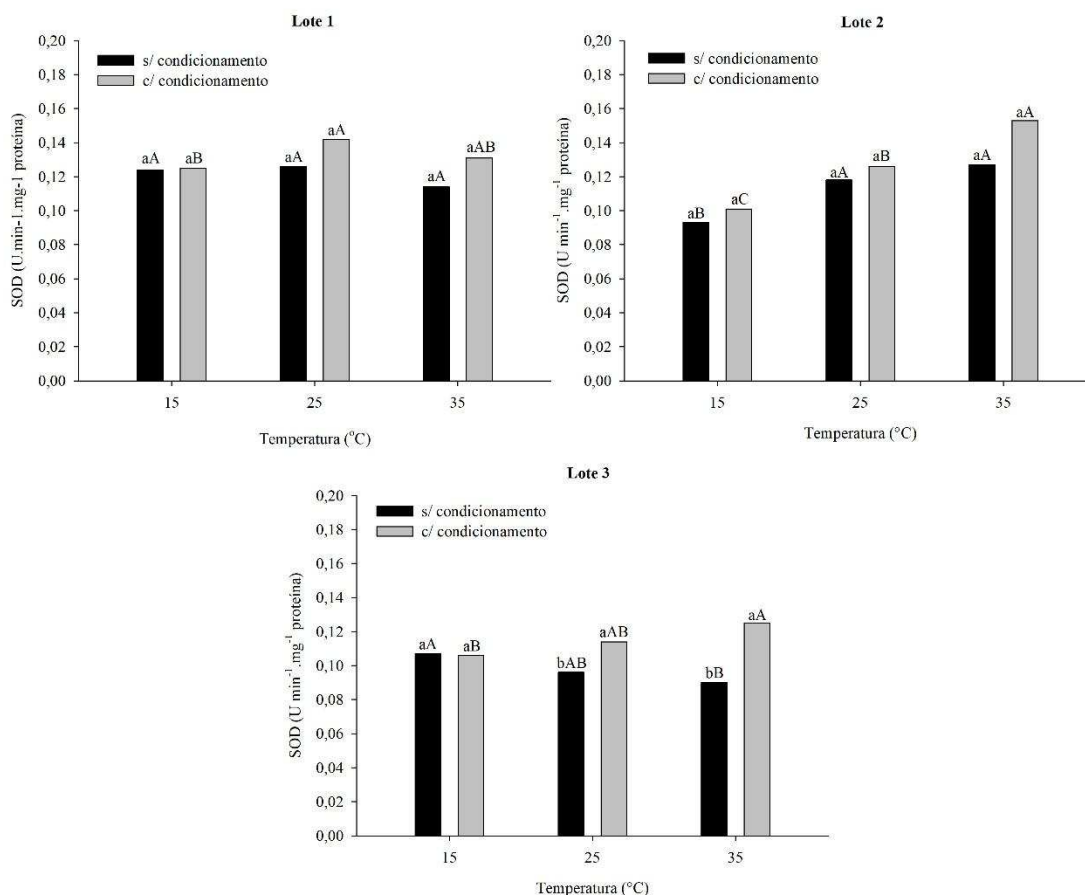 Lote 1
SOD (U.min-1.mg-1 proteína)
0,20
0,18
0,16
0,14
0,12
0,10
0,08
0,06
0,04
0,02
0,00
s/ condicionamento
c/ condicionamento
aA aB aA aA aA aAB
15 25 35
Temperatura (°C)
Lote 2
SOD (U min⁻¹.mg⁻¹ proteína)
0,20
0,18
0,16
0,14
0,12
0,10
0,08
0,06
0,04
0,02
0,00
s/ condicionamento
c/ condicionamento
aB aC aA aB aA aA
15 25 35
Temperatura (°C)
Lote 3
SOD (U min⁻¹.mg⁻¹ proteína)
0,20
0,18
0,16
0,14
0,12
0,10
0,08
0,06
0,04
0,02
0,00
s/ condicionamento
c/ condicionamento
aA aB bAB aAB bB aA
15 25 35
Temperatura (°C)